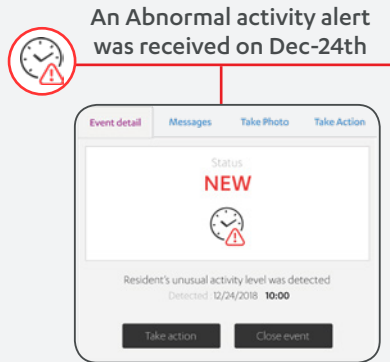 An Abnormal activity alert
was received on Dec-24th
Event detail Messages Take Photo Take Action
Status
NEW
Resident's unusual activity level was detected
Detected: 12/24/2018 10:00
Take action Close event